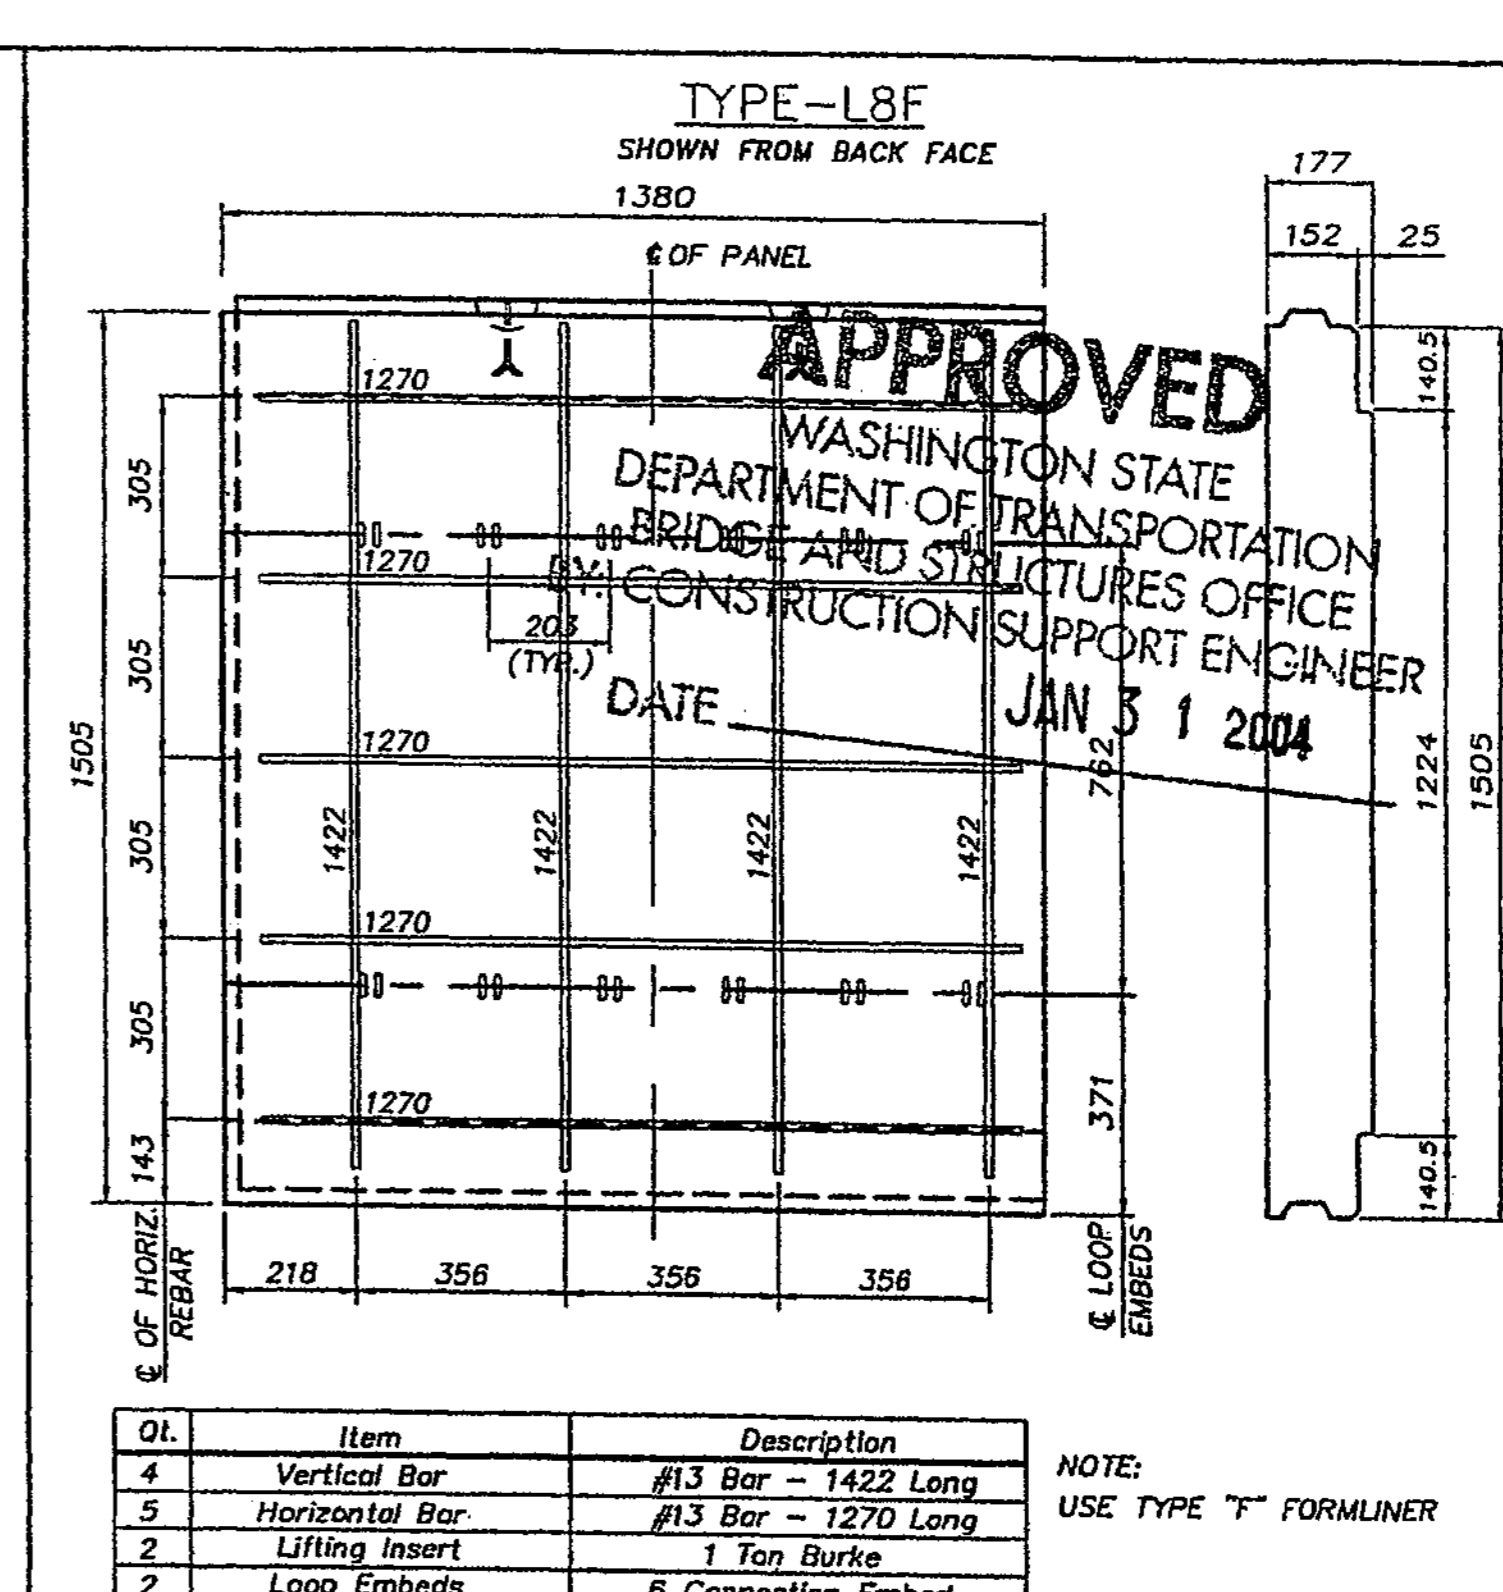 TYPE-L8F
SHOWN FROM BACK FACE
1380
℄ OF PANEL
177
152 25
APPROVED
WASHINGTON STATE
DEPARTMENT OF TRANSPORTATION
BRIDGE AND STRUCTURES OFFICE
BY: CONSTRUCTION SUPPORT ENGINEER
DATE JAN 3 1 2004
1270
1270
1270
1270
1270
203
(TYP.)
1505
305
305
305
305
143
℄ OF HORIZ.
REBAR
1422
1422
1422
1422
762
371
℄ LOOP
EMBEDS
140.5
1224
140.5
1505
218 356 356 356
Qt. Item Description
4 Vertical Bar #13 Bar - 1422 Long
5 Horizontal Bar #13 Bar - 1270 Long
2 Lifting Insert 1 Ton Burke
2 Loop Embeds 6 Connection Embed
NOTE:
USE TYPE "F" FORMLINER